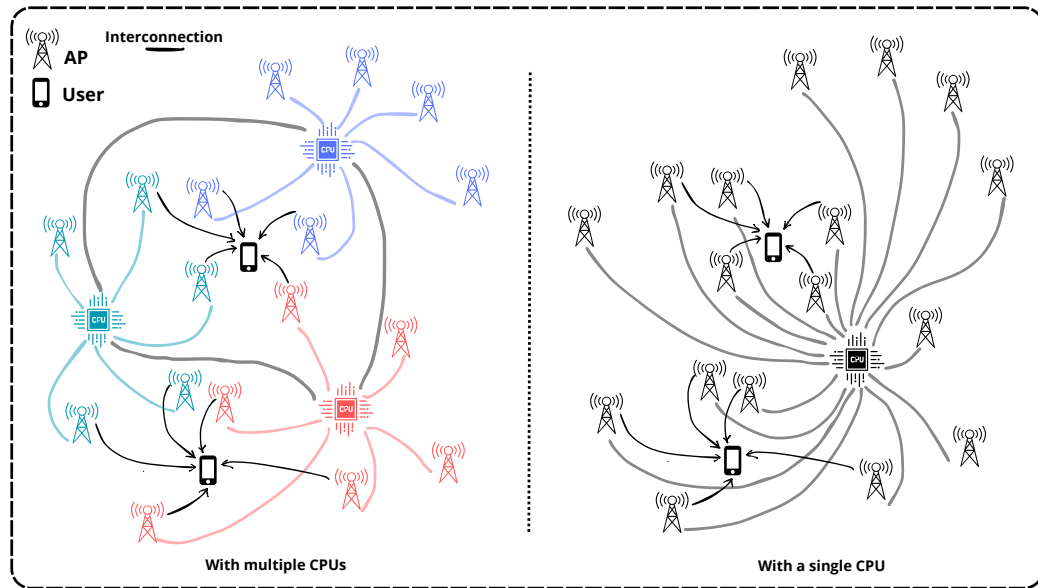 Interconnection
AP
User
CPU
CPU
CPU
CPU
With multiple CPUs
With a single CPU